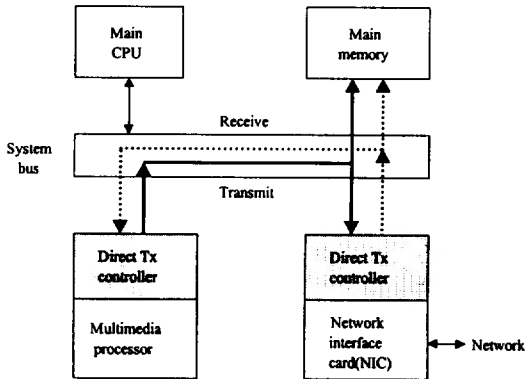 Main
CPU
Main
memory
Receive
System
bus
Transmit
Direct Tx
controller
Direct Tx
controller
Multimedia
processor
Network
interface
card(NIC)
Network